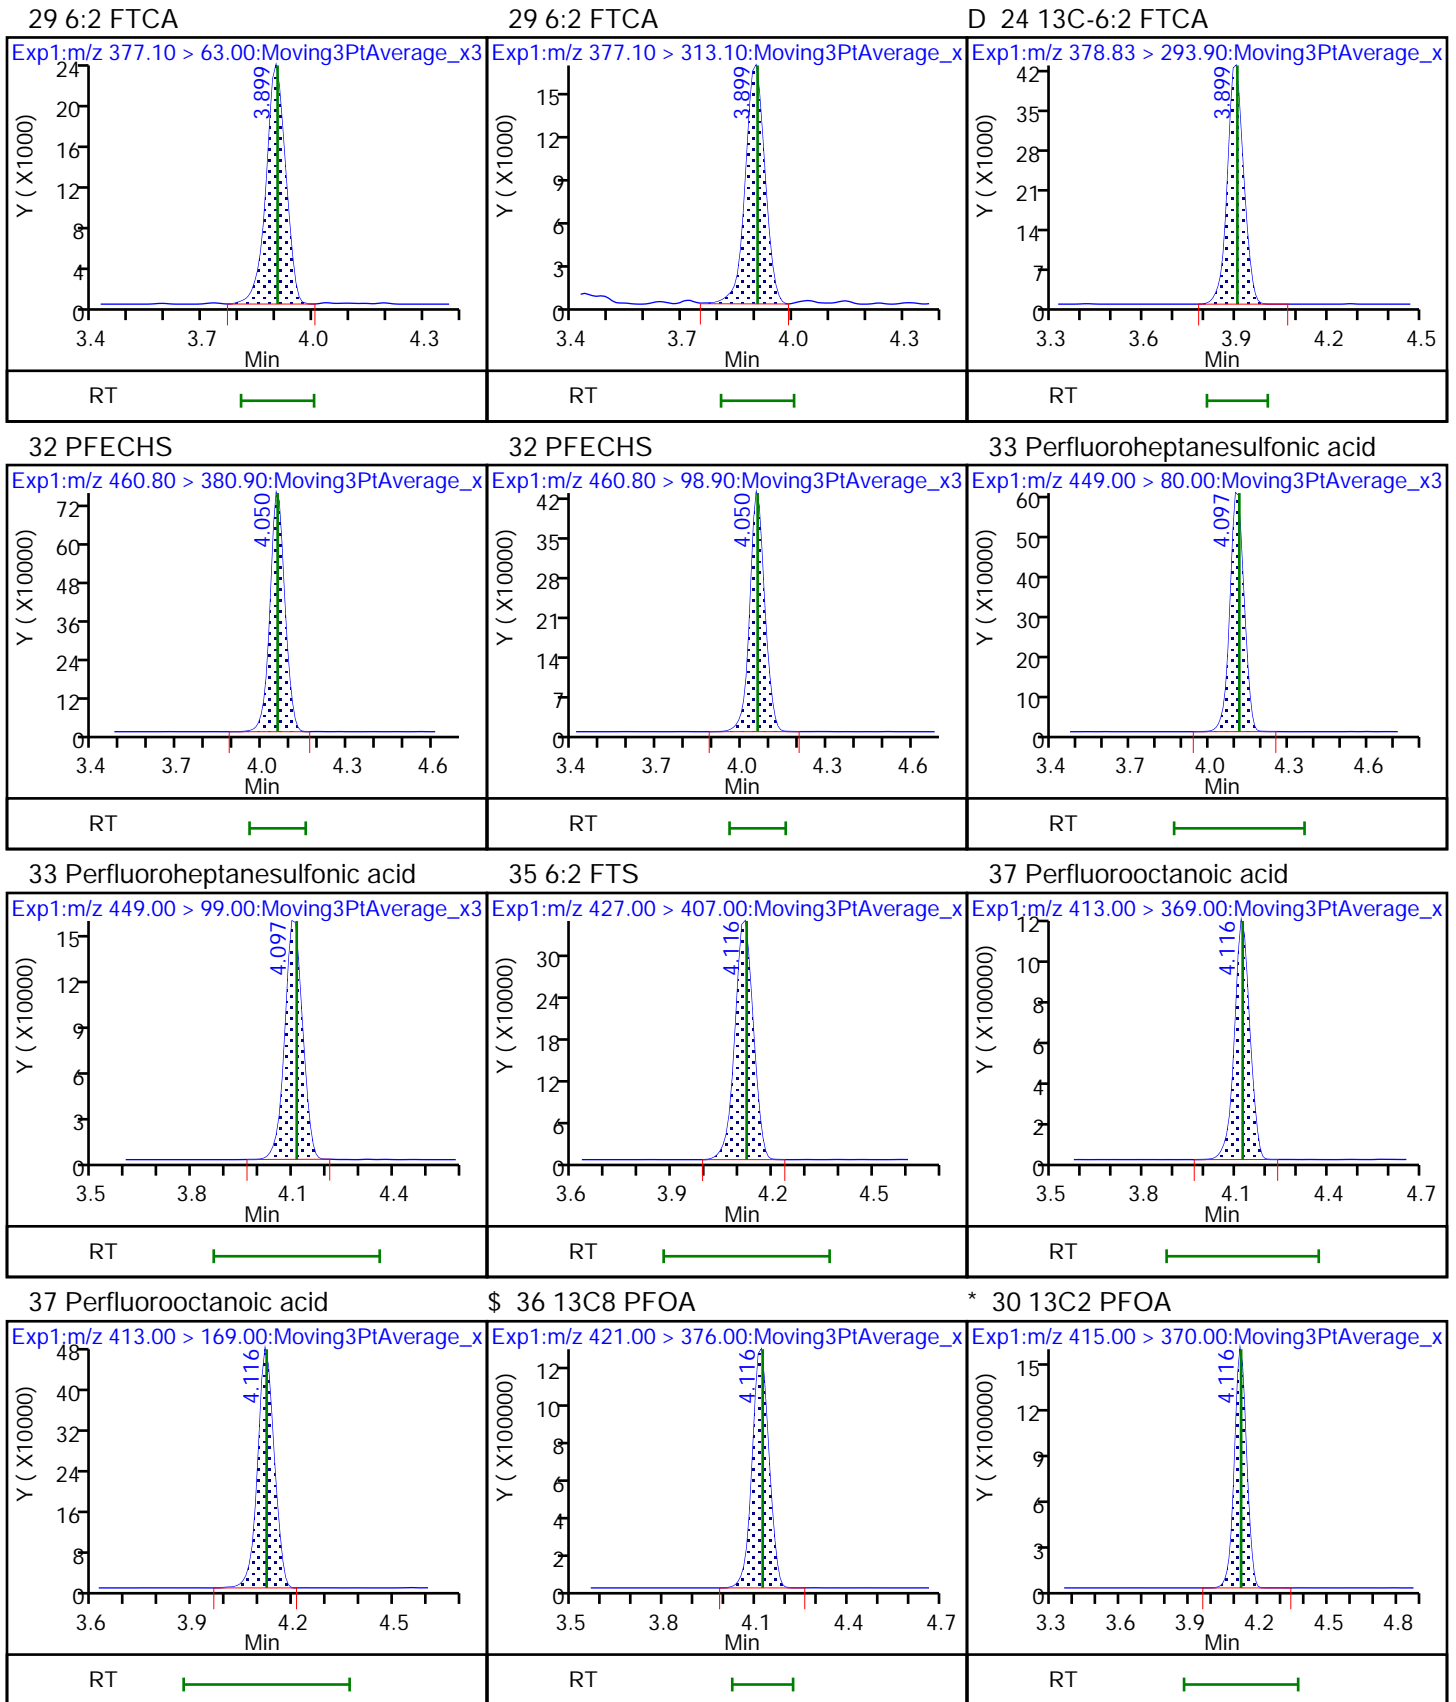 29 6:2 FTCA
Exp1:m/z 377.10 > 63.00:Moving3PtAverage_x3
Y ( X1000)
24
20
16
12
8
4
0
3.899
3.4 3.7 4.0 4.3
Min
RT
29 6:2 FTCA
Exp1:m/z 377.10 > 313.10:Moving3PtAverage_x
Y ( X1000)
15
12
9
6
3
0
3.899
3.4 3.7 4.0 4.3
Min
RT
D 24 13C-6:2 FTCA
Exp1:m/z 378.83 > 293.90:Moving3PtAverage_x
Y ( X1000)
42
35
28
21
14
7
0
3.899
3.3 3.6 3.9 4.2 4.5
Min
RT
32 PFECHS
Exp1:m/z 460.80 > 380.90:Moving3PtAverage_x
Y ( X10000)
72
60
48
36
24
12
0
4.050
3.4 3.7 4.0 4.3 4.6
Min
RT
32 PFECHS
Exp1:m/z 460.80 > 98.90:Moving3PtAverage_x3
Y ( X10000)
42
35
28
21
14
7
0
4.050
3.4 3.7 4.0 4.3 4.6
Min
RT
33 Perfluoroheptanesulfonic acid
Exp1:m/z 449.00 > 80.00:Moving3PtAverage_x3
Y ( X10000)
60
50
40
30
20
10
0
4.097
3.4 3.7 4.0 4.3 4.6
Min
RT
33 Perfluoroheptanesulfonic acid
Exp1:m/z 449.00 > 99.00:Moving3PtAverage_x3
Y ( X10000)
15
12
9
6
3
0
4.097
3.5 3.8 4.1 4.4
Min
RT
35 6:2 FTS
Exp1:m/z 427.00 > 407.00:Moving3PtAverage_x
Y ( X10000)
30
24
18
12
6
0
4.116
3.6 3.9 4.2 4.5
Min
RT
37 Perfluorooctanoic acid
Exp1:m/z 413.00 > 369.00:Moving3PtAverage_x
Y ( X100000)
12
10
8
6
4
2
0
4.116
3.5 3.8 4.1 4.4 4.7
Min
RT
37 Perfluorooctanoic acid
Exp1:m/z 413.00 > 169.00:Moving3PtAverage_x
Y ( X100000)
48
40
32
24
16
8
0
4.116
3.6 3.9 4.2 4.5
Min
RT
$ 36 13C8 PFOA
Exp1:m/z 421.00 > 376.00:Moving3PtAverage_x
Y ( X100000)
12
10
8
6
4
2
0
4.116
3.5 3.8 4.1 4.4 4.7
Min
RT
* 30 13C2 PFOA
Exp1:m/z 415.00 > 370.00:Moving3PtAverage_x
Y ( X100000)
15
12
9
6
3
0
4.116
3.3 3.6 3.9 4.2 4.5 4.8
Min
RT